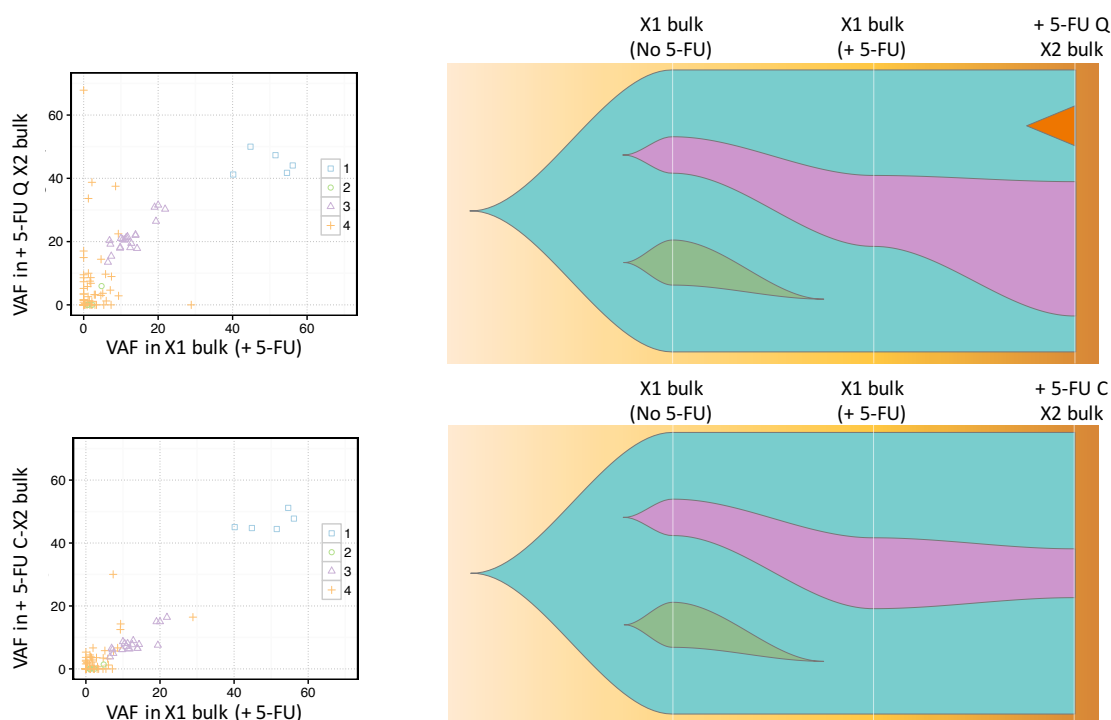 X1 bulk
(No 5-FU)
X1 bulk
(+ 5-FU)
+ 5-FU Q
X2 bulk
VAF in + 5-FU Q X2 bulk
60
40
20
0
1
2
3
4
0
20
40
60
VAF in X1 bulk (+ 5-FU)
X1 bulk
(No 5-FU)
X1 bulk
(+ 5-FU)
+ 5-FU C
X2 bulk
VAF in + 5-FU C-X2 bulk
60
40
20
0
1
2
3
4
0
20
40
60
VAF in X1 bulk (+ 5-FU)